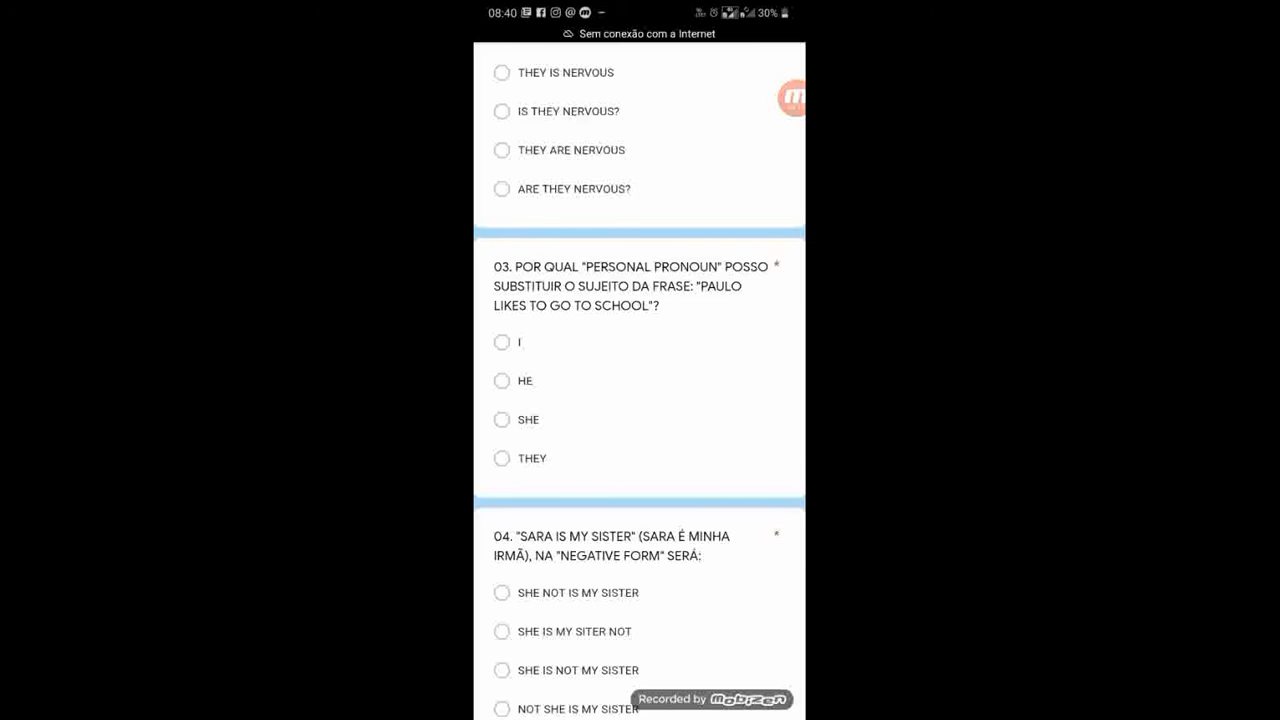 08:40 30%
Sem conexão com a Internet
THEY IS NERVOUS
IS THEY NERVOUS?
THEY ARE NERVOUS
ARE THEY NERVOUS?
03. POR QUAL "PERSONAL PRONOUN" POSSO *
SUBSTITUIR O SUJEITO DA FRASE: "PAULO
LIKES TO GO TO SCHOOL"?
I
HE
SHE
THEY
04. "SARA IS MY SISTER" (SARA É MINHA *
IRMÃ), NA "NEGATIVE FORM" SERÁ:
SHE NOT IS MY SISTER
SHE IS MY SITER NOT
SHE IS NOT MY SISTER
NOT SHE IS MY SISTER
Recorded by mobizen